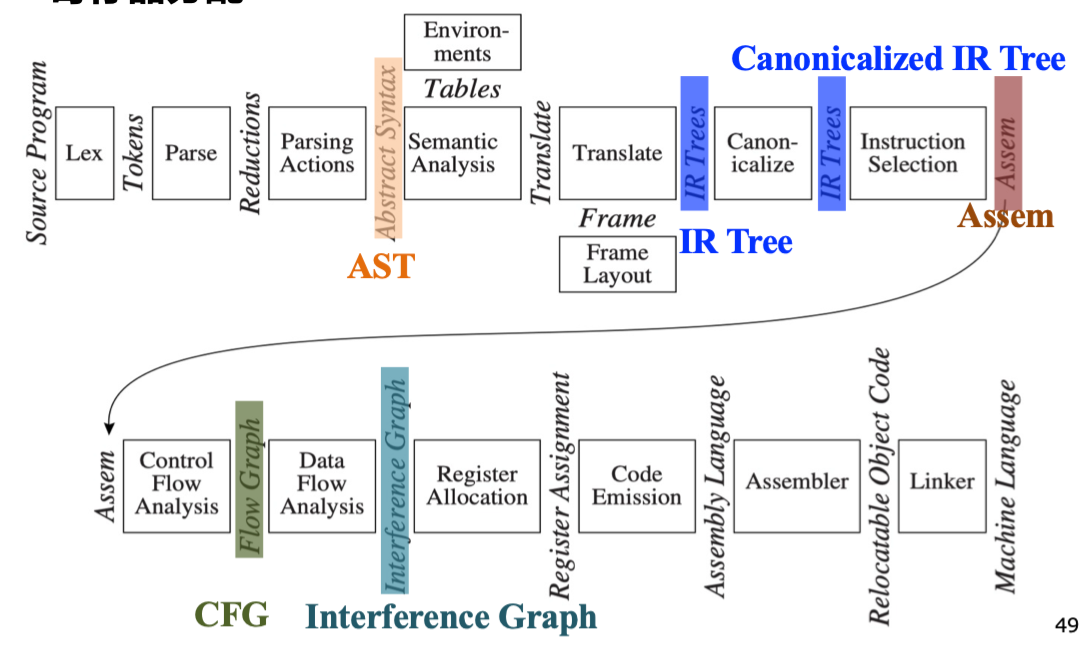 Environ-
ments
Tables
Canonicalized IR Tree
Source Program
Lex
Tokens
Parse
Reductions
Parsing
Actions
Abstract Syntax
Semantic
Analysis
Translate
Translate
Frame
Frame
Layout
IR Trees
Canon-
icalize
IR Trees
Instruction
Selection
Assem
AST
IR Tree
Assem
Assem
Control
Flow
Analysis
Flow Graph
Data
Flow
Analysis
Interference Graph
Register
Allocation
Register Assignment
Code
Emission
Assembly Language
Assembler
Relocatable Object Code
Linker
Machine Language
CFG
Interference Graph
49